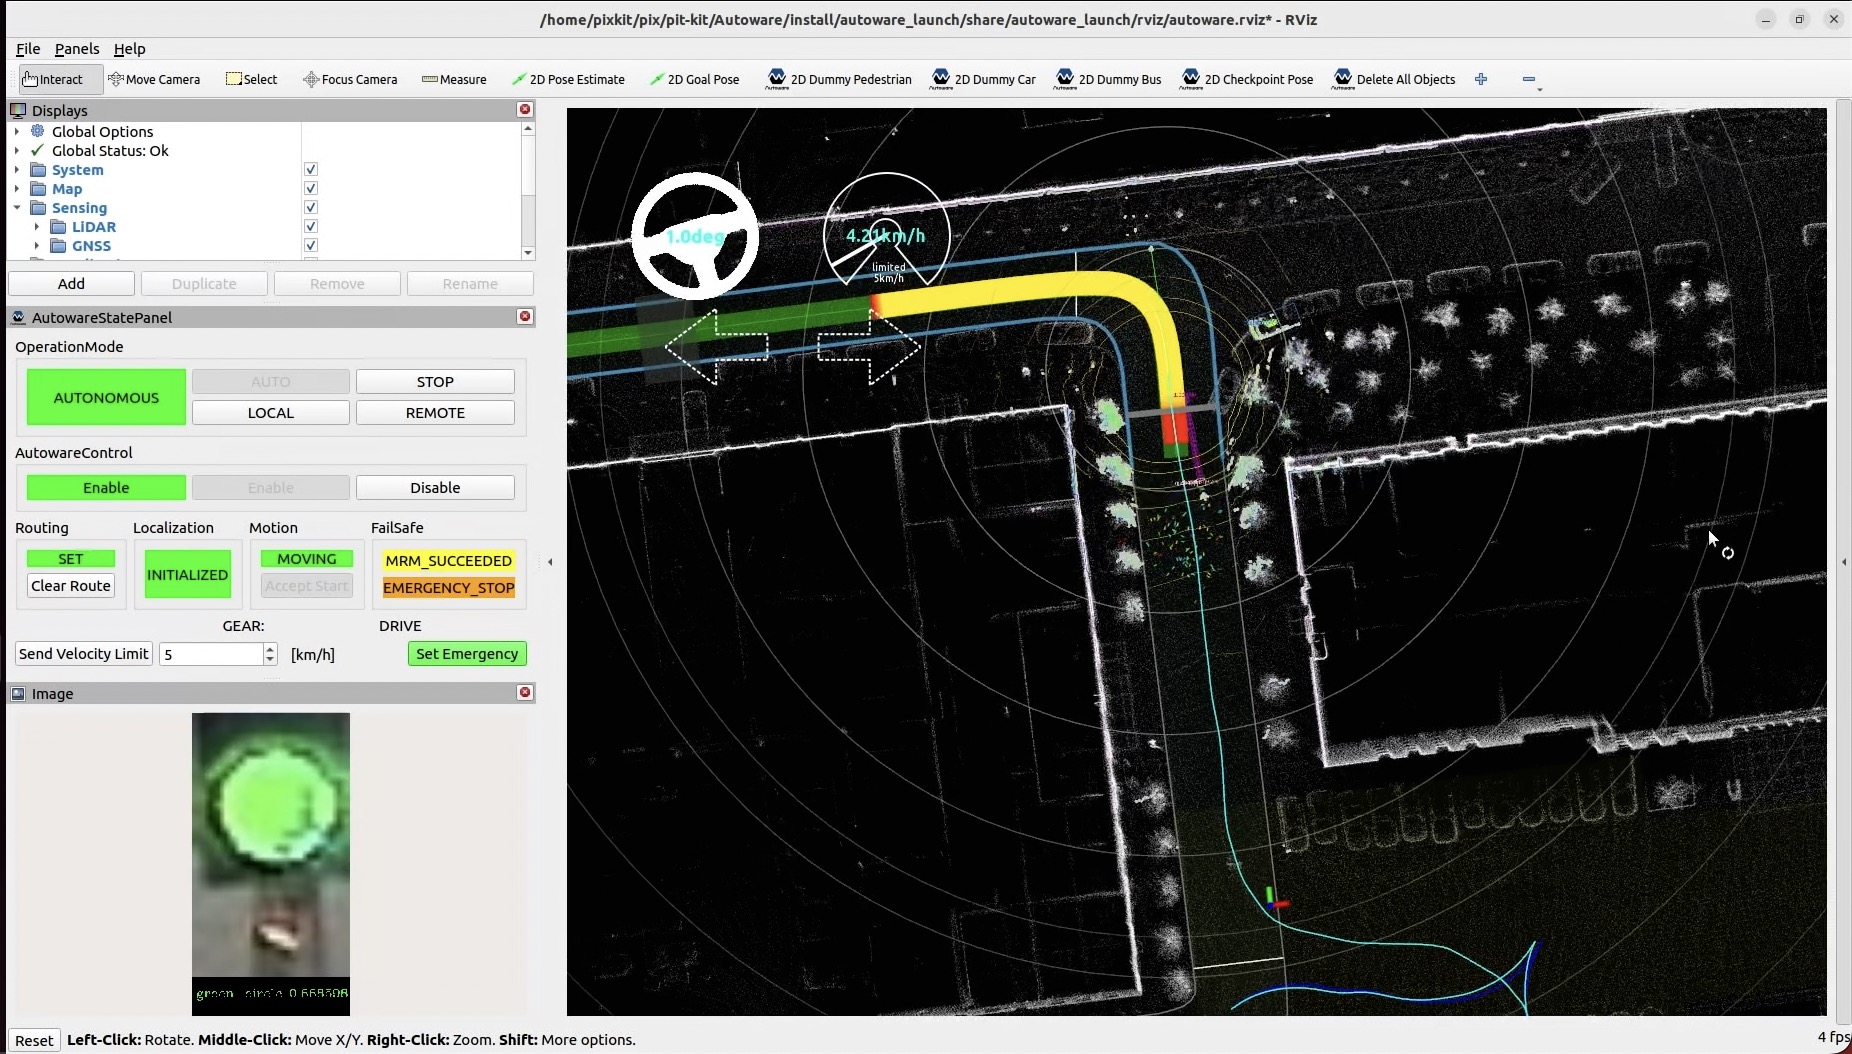 /home/pixkit/pix/pit-kit/Autoware/install/autoware_launch/share/autoware_launch/rviz/autoware.rviz* - RViz
File Panels Help
Interact Move Camera Select Focus Camera Measure 2D Pose Estimate 2D Goal Pose 2D Dummy Pedestrian 2D Dummy Car 2D Dummy Bus 2D Checkpoint Pose Delete All Objects
Autoware Autoware Autoware Autoware Autoware
Displays
Global Options
Global Status: Ok
System
Map
Sensing
LiDAR
GNSS
Add Duplicate Remove Rename
AutowareStatePanel
OperationMode
AUTONOMOUS AUTO STOP
LOCAL REMOTE
AutowareControl
Enable Enable Disable
Routing Localization Motion FailSafe
SET INITIALIZED MOVING MRM_SUCCEEDED
Clear Route Accept Start EMERGENCY_STOP
GEAR: DRIVE
Send Velocity Limit 5 [km/h] Set Emergency
Image
green circle 0.668598
1.0deg
4.21km/h
limited
5km/h
Reset Left-Click: Rotate. Middle-Click: Move X/Y. Right-Click: Zoom. Shift: More options.
4 fps